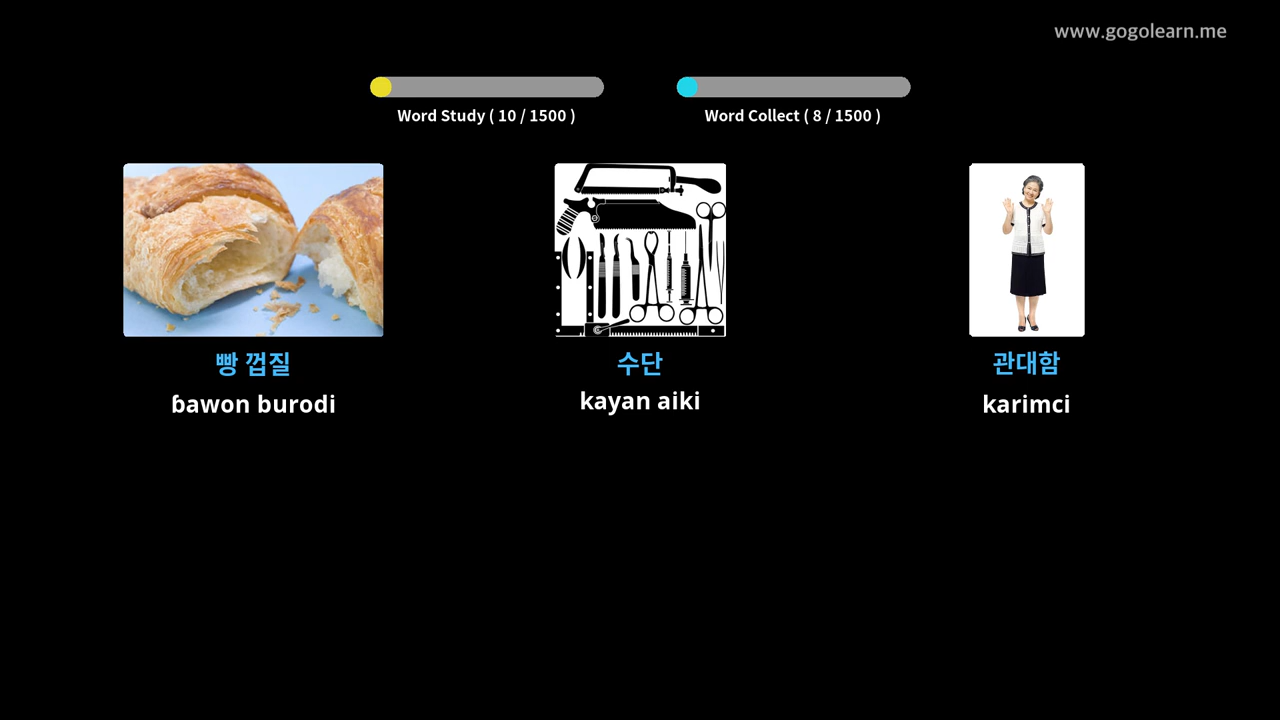 www.gogolearn.me
Word Study ( 10 / 1500 )
Word Collect ( 8 / 1500 )
빵 껍질
수단
관대함
ɓawon burodi
kayan aiki
karimci